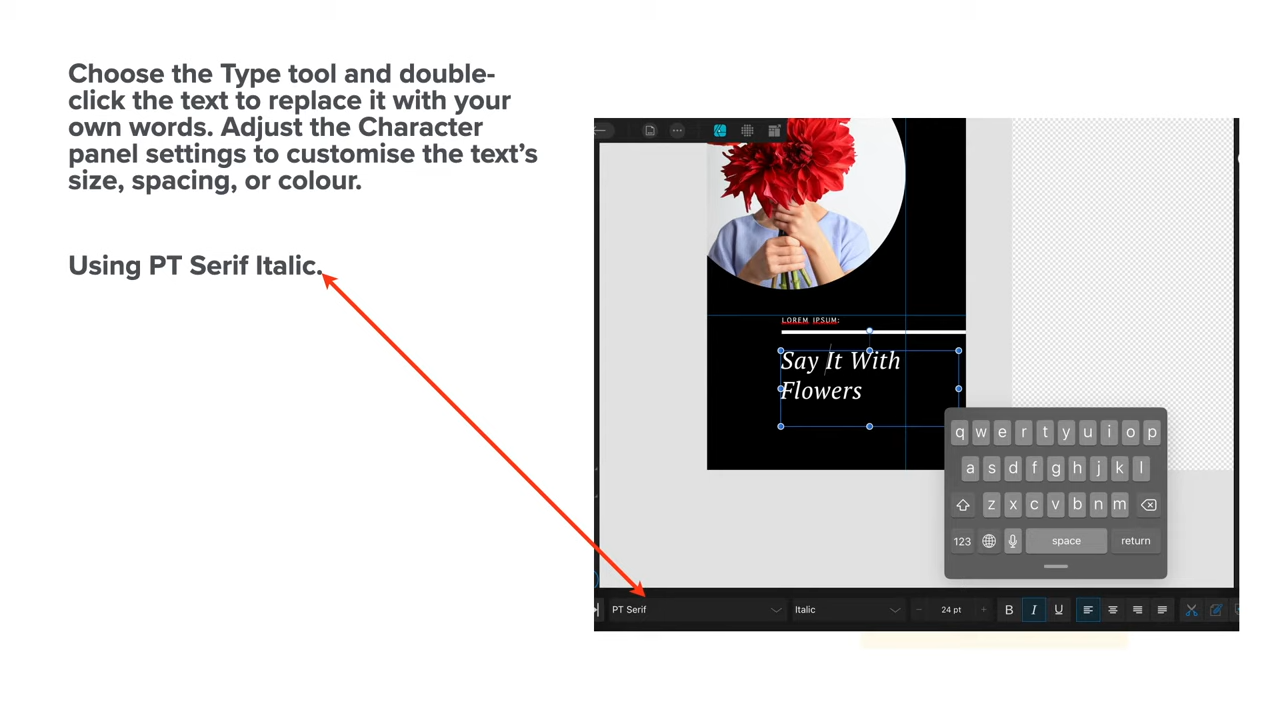 Choose the Type tool and double-
click the text to replace it with your
own words. Adjust the Character
panel settings to customise the text’s
size, spacing, or colour.
Using PT Serif Italic.
LOREM IPSUM:
Say It With
Flowers
q w e r t y u i o p
a s d f g h j k l
z x c v b n m
123 space return
PT Serif Italic 24 pt B I U